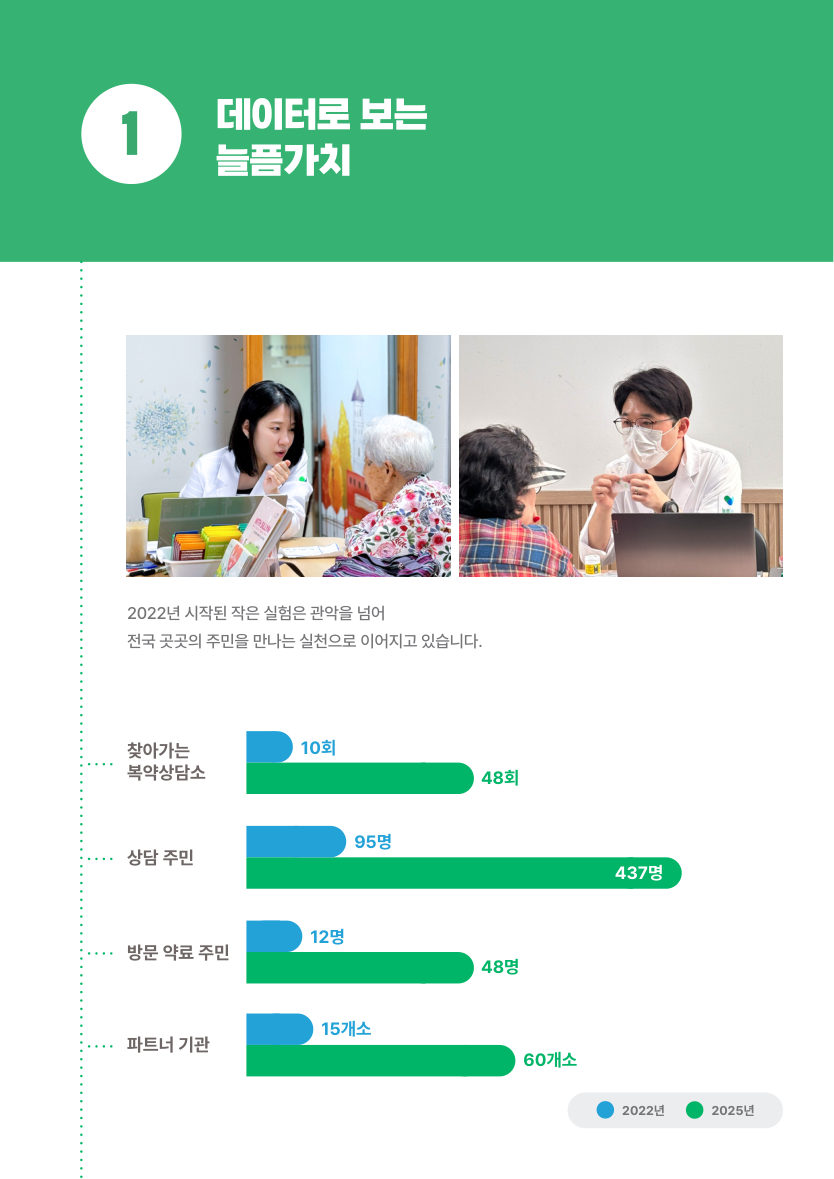 1
데이터로 보는
늘픔가치
2022년 시작된 작은 실험은 관악을 넘어
전국 곳곳의 주민을 만나는 실천으로 이어지고 있습니다.
찾아가는
복약상담소
10회
48회
상담 주민
95명
437명
방문 약료 주민
12명
48명
파트너 기관
15개소
60개소
2022년
2025년